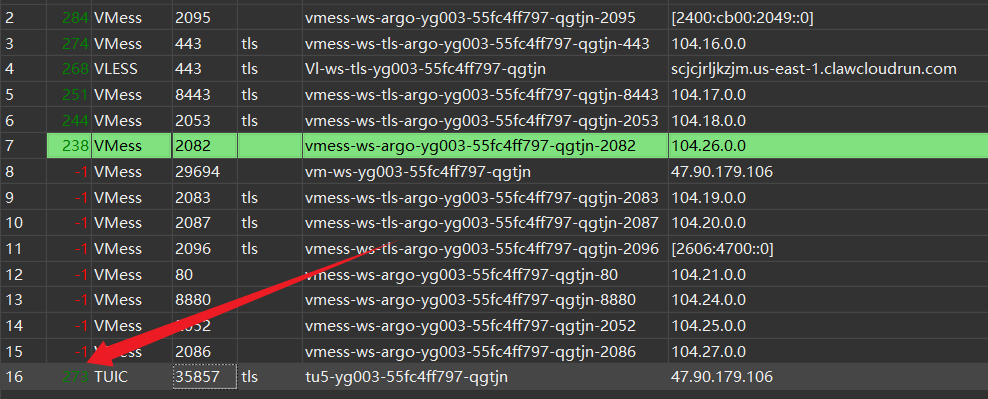 2 284 VMess 2095 vmess-ws-argo-yg003-55fc4ff797-qgtjn-2095 [2400:cb00:2049::0]
3 274 VMess 443 tls vmess-ws-tls-argo-yg003-55fc4ff797-qgtjn-443 104.16.0.0
4 268 VLESS 443 tls Vl-ws-tls-yg003-55fc4ff797-qgtjn scjcjrljkzjm.us-east-1.clawcloudrun.com
5 251 VMess 8443 tls vmess-ws-tls-argo-yg003-55fc4ff797-qgtjn-8443 104.17.0.0
6 244 VMess 2053 tls vmess-ws-tls-argo-yg003-55fc4ff797-qgtjn-2053 104.18.0.0
7 238 VMess 2082 vmess-ws-argo-yg003-55fc4ff797-qgtjn-2082 104.26.0.0
8 -1 VMess 29694 vm-ws-yg003-55fc4ff797-qgtjn 47.90.179.106
9 -1 VMess 2083 tls vmess-ws-tls-argo-yg003-55fc4ff797-qgtjn-2083 104.19.0.0
10 -1 VMess 2087 tls vmess-ws-tls-argo-yg003-55fc4ff797-qgtjn-2087 104.20.0.0
11 -1 VMess 2096 tls vmess-ws-tls-argo-yg003-55fc4ff797-qgtjn-2096 [2606:4700::0]
12 -1 VMess 80 vmess-ws-argo-yg003-55fc4ff797-qgtjn-80 104.21.0.0
13 -1 VMess 8880 vmess-ws-argo-yg003-55fc4ff797-qgtjn-8880 104.24.0.0
14 -1 VMess 2052 vmess-ws-argo-yg003-55fc4ff797-qgtjn-2052 104.25.0.0
15 -1 VMess 2086 vmess-ws-argo-yg003-55fc4ff797-qgtjn-2086 104.27.0.0
16 TUIC 35857 tls tu5-yg003-55fc4ff797-qgtjn 47.90.179.106